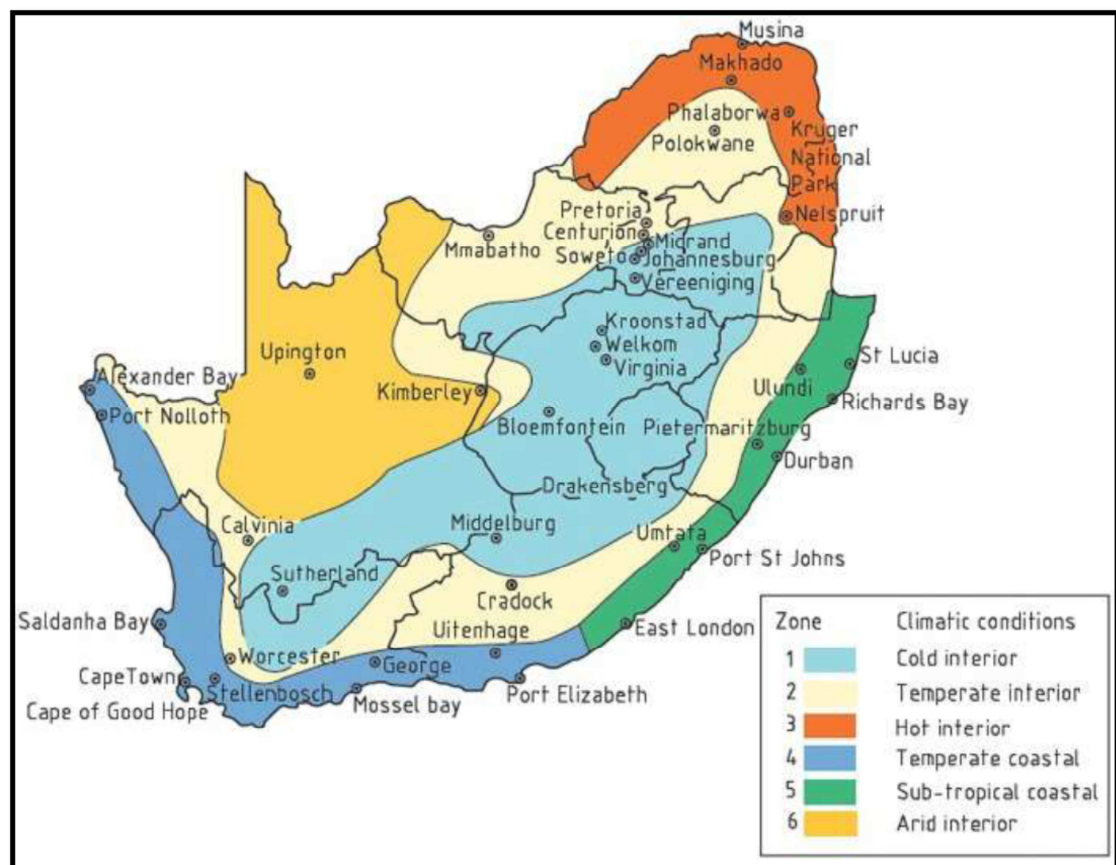 Musina
Makhado
Phalaborwa
Kruger
National
Park
Polokwane
Nelspruit
Pretoria
Centurion
Midrand
Soweto
Johannesburg
Vereeniging
Mmabatho
Kroonstad
Welkom
Virginia
Upington
Kimberley
Bloemfontein
St Lucia
Ulundi
Richards Bay
Pietermaritzburg
Durban
Alexander Bay
Port Nolloth
Drakensberg
Calvinia
Middelburg
Umtata
Port St Johns
Sutherland
Cradock
Saldanha Bay
Uitenhage
East London
Worcester
George
CapeTown
Stellenbosch
Mossel bay
Port Elizabeth
Cape of Good Hope
Zone Climatic conditions
1 Cold interior
2 Temperate interior
3 Hot interior
4 Temperate coastal
5 Sub-tropical coastal
6 Arid interior